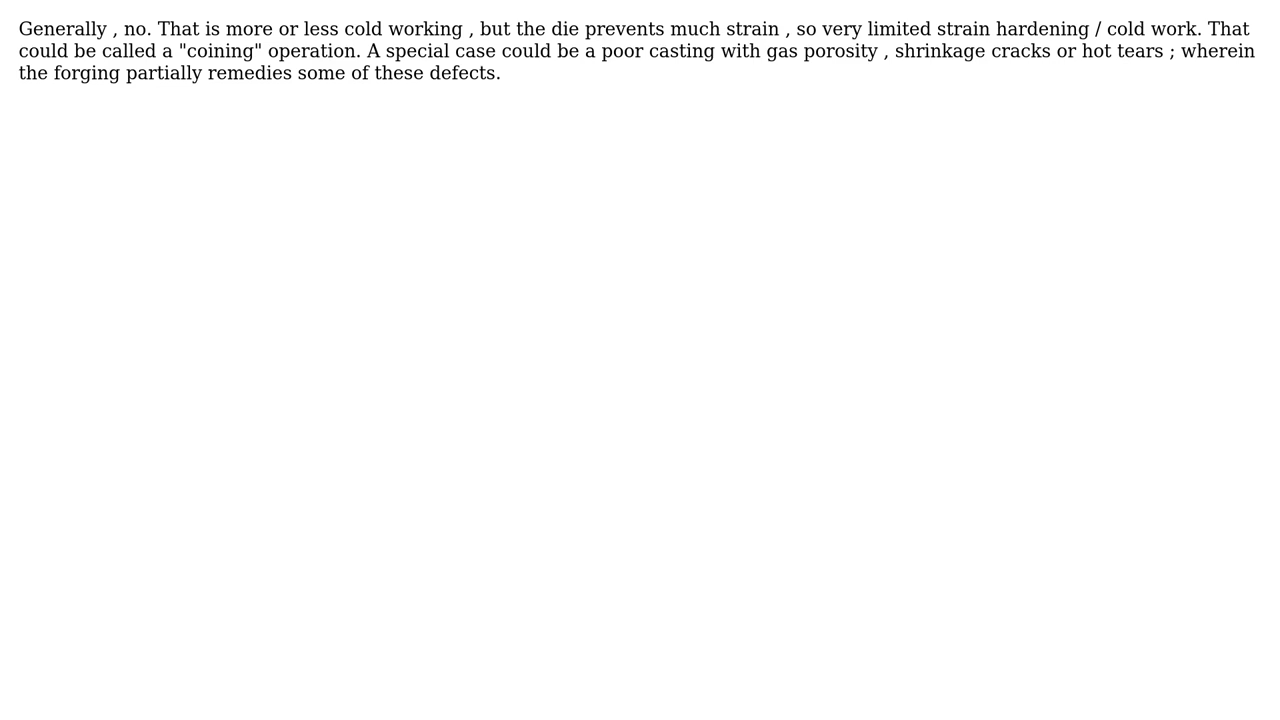 Generally , no. That is more or less cold working , but the die prevents much strain , so very limited strain hardening / cold work. That
could be called a "coining" operation. A special case could be a poor casting with gas porosity , shrinkage cracks or hot tears ; wherein
the forging partially remedies some of these defects.